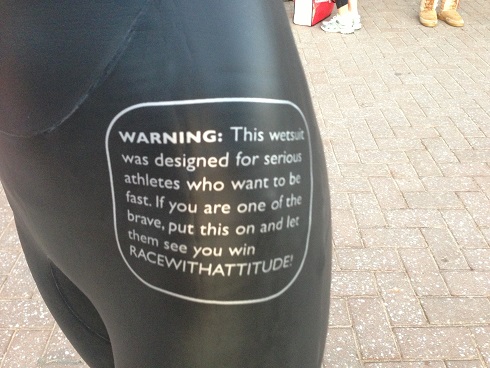 WARNING: This wetsuit
was designed for serious
athletes who want to be
fast. If you are one of the
brave, put this on and let
them see you win
RACEWITHATTITUDE!